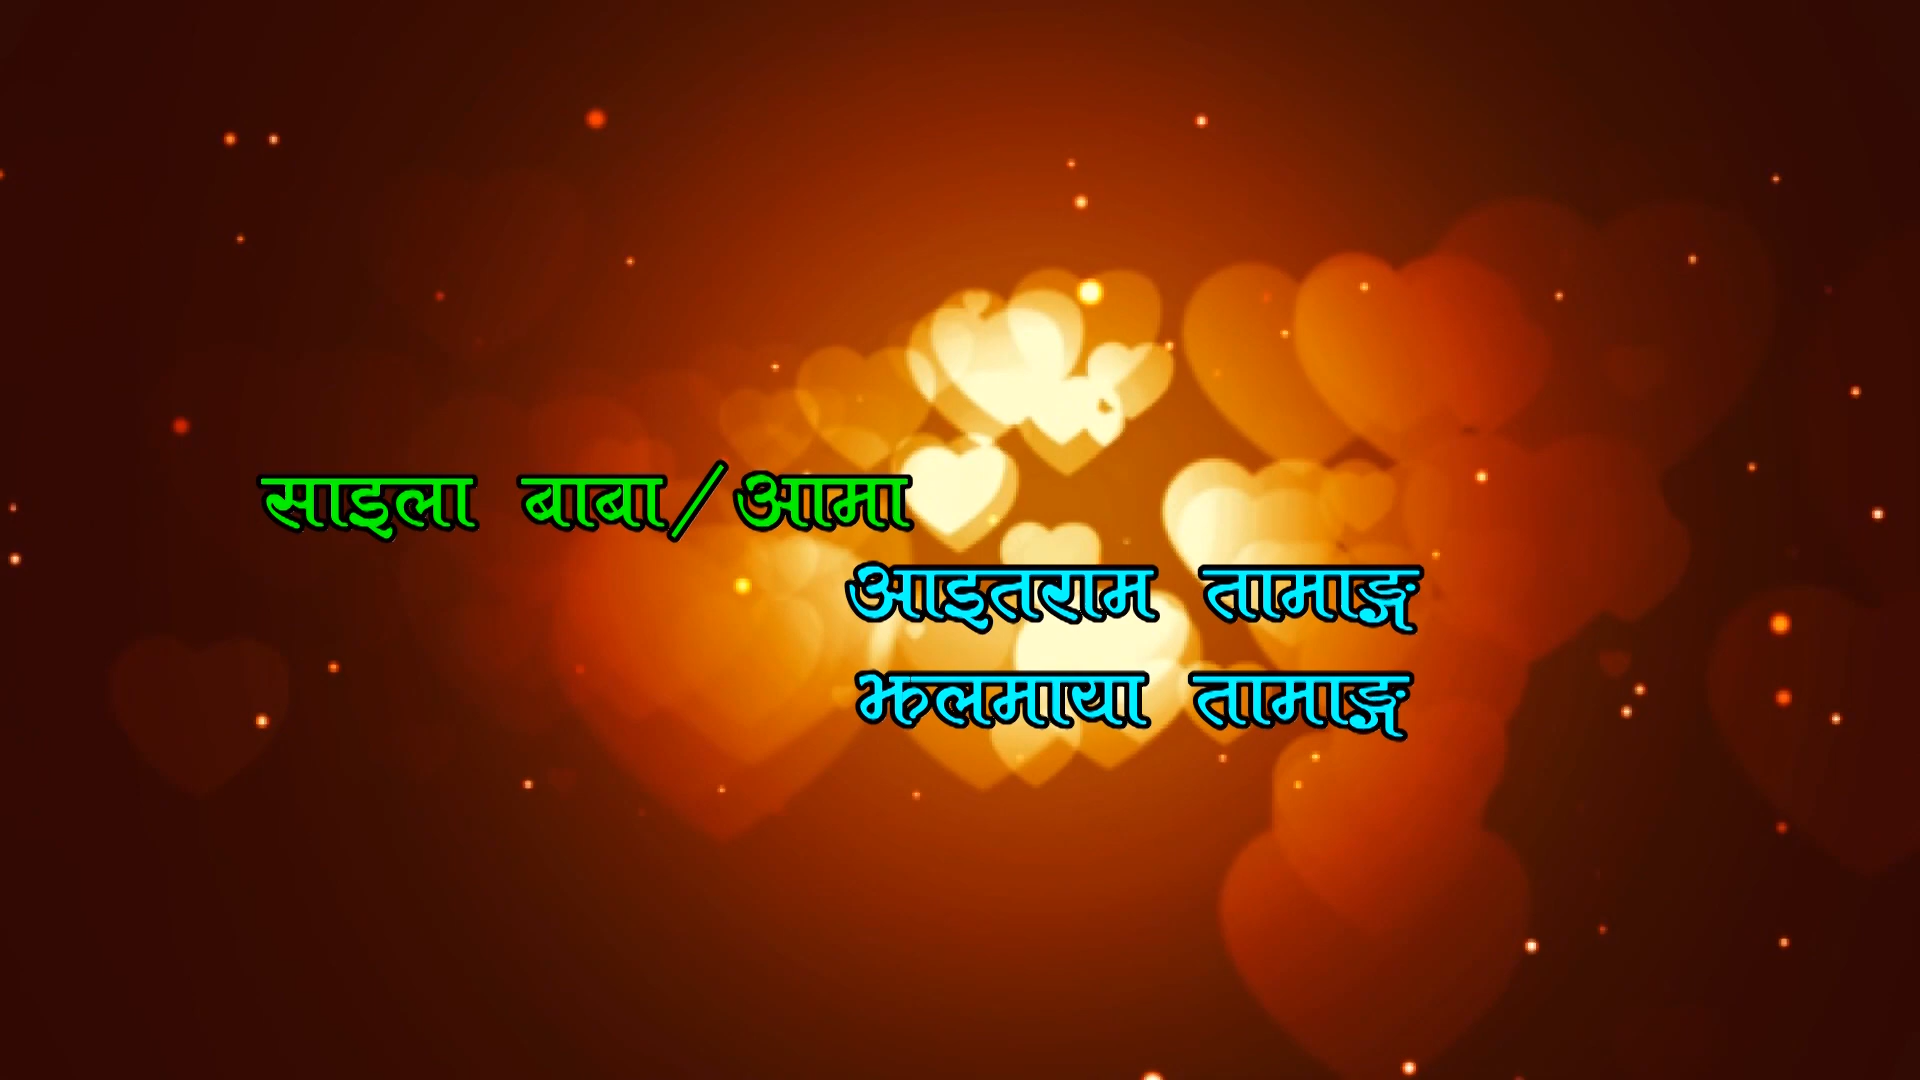 साइला बाबा/आमा
आइतराम तामाङ्ग
झलमाया तामाङ्ग